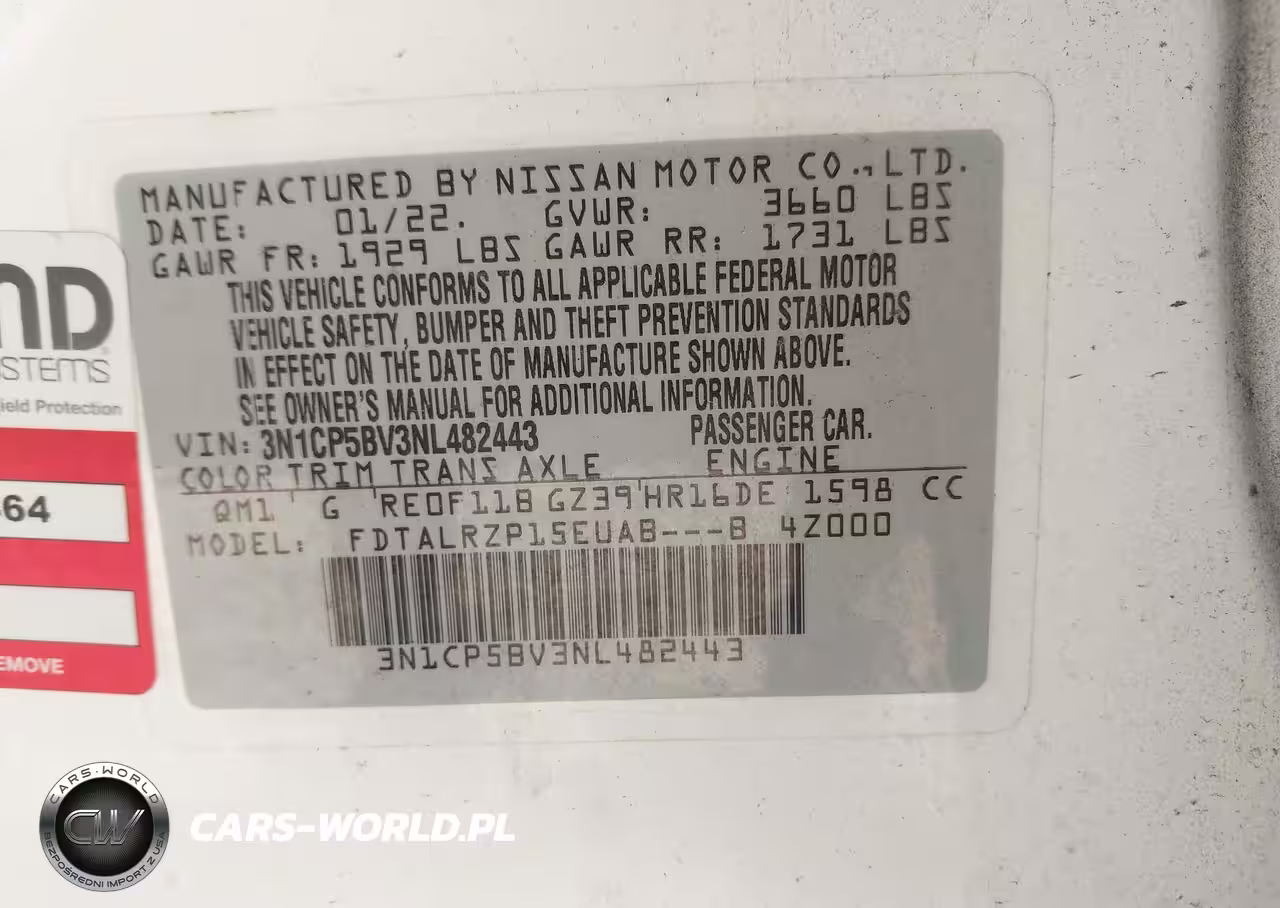 MANUFACTURED BY NISSAN MOTOR CO., LTD.
DATE: 01/22. GVWR: 3660 LBS
GAWR FR: 1929 LBS GAWR RR: 1731 LBS
THIS VEHICLE CONFORMS TO ALL APPLICABLE FEDERAL MOTOR
VEHICLE SAFETY, BUMPER AND THEFT PREVENTION STANDARDS
IN EFFECT ON THE DATE OF MANUFACTURE SHOWN ABOVE.
SEE OWNER'S MANUAL FOR ADDITIONAL INFORMATION.
VIN: 3N1CP5BV3NL482443 PASSENGER CAR.
COLOR TRIM TRANS AXLE ENGINE
QM1 G RE0F11B GZ39 HR16DE 1598 CC
MODEL: FDTALRZP15EUAB---B 4Z000
3N1CP5BV3NL482443
ND
STEMS
ield Protection
64
EMOVE
CARS-WORLD
CW
BEZPOŚREDNI IMPORT Z USA
CARS-WORLD.PL